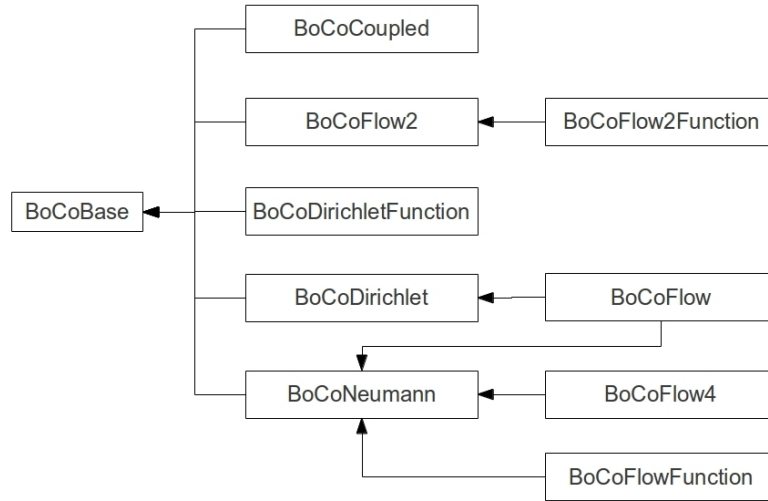 BoCoCoupled
BoCoFlow2
BoCoFlow2Function
BoCoBase
BoCoDirichletFunction
BoCoDirichlet
BoCoFlow
BoCoNeumann
BoCoFlow4
BoCoFlowFunction